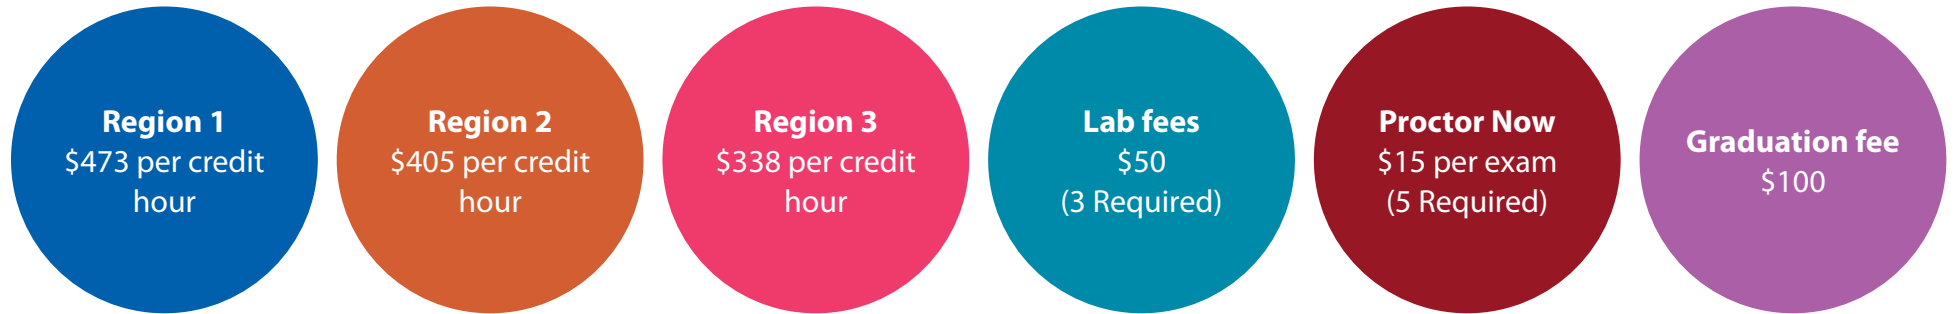 Region 1
$473 per credit
hour
Region 2
$405 per credit
hour
Region 3
$338 per credit
hour
Lab fees
$50
(3 Required)
Proctor Now
$15 per exam
(5 Required)
Graduation fee
$100